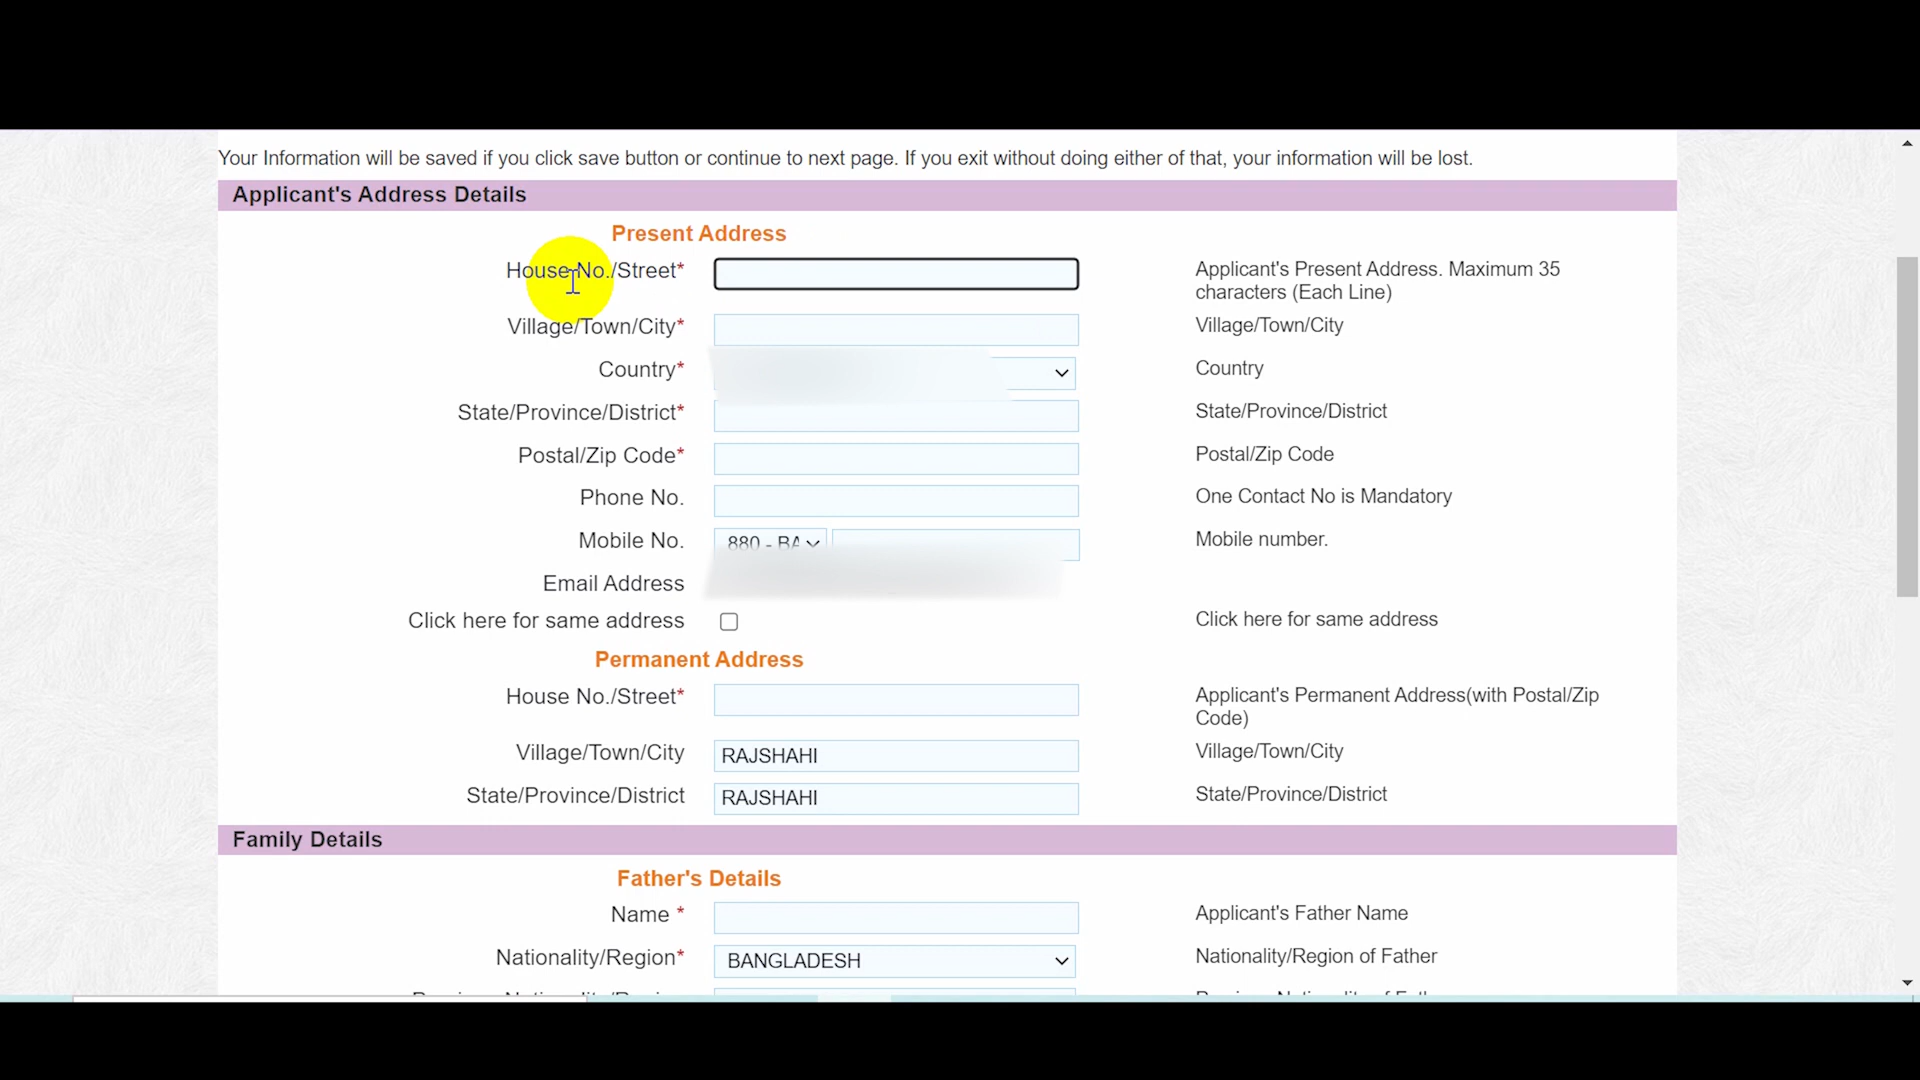 Your Information will be saved if you click save button or continue to next page. If you exit without doing either of that, your information will be lost.
Applicant's Address Details
Present Address
House No./Street*
Applicant's Present Address. Maximum 35
characters (Each Line)
Village/Town/City*
Village/Town/City
Country*
Country
State/Province/District*
State/Province/District
Postal/Zip Code*
Postal/Zip Code
Phone No.
One Contact No is Mandatory
Mobile No. 880 - BA
Mobile number.
Email Address
Click here for same address
Click here for same address
Permanent Address
House No./Street*
Applicant's Permanent Address(with Postal/Zip
Code)
Village/Town/City RAJSHAHI
Village/Town/City
State/Province/District RAJSHAHI
State/Province/District
Family Details
Father's Details
Name *
Applicant's Father Name
Nationality/Region* BANGLADESH
Nationality/Region of Father